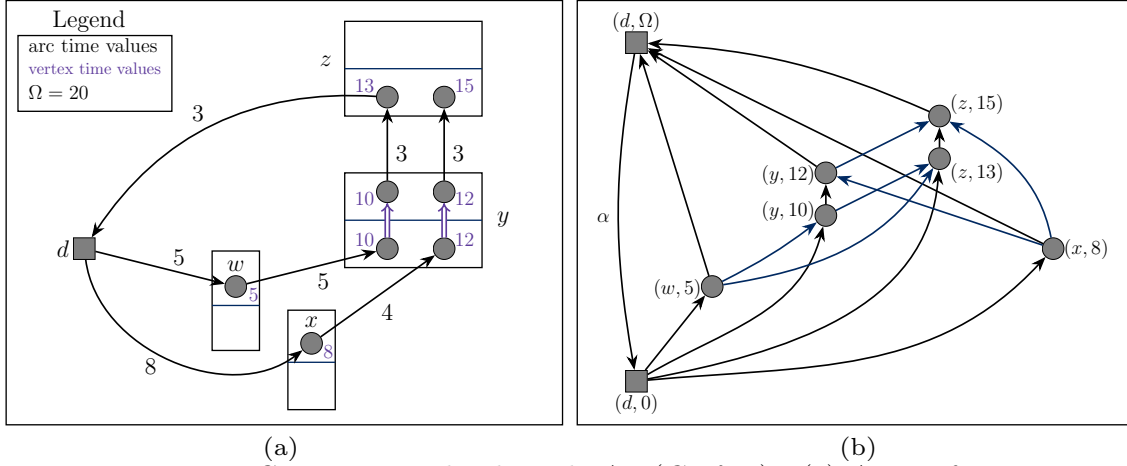 Legend
arc time values
vertex time values
Ω = 20
z
13
15
3
3
3
10
12
y
10
12
d
5
w
5
5
x
8
4
8
(a)
(d, Ω)
(z, 15)
(y, 12)
(z, 13)
(y, 10)
α
(x, 8)
(w, 5)
(d, 0)
(b)